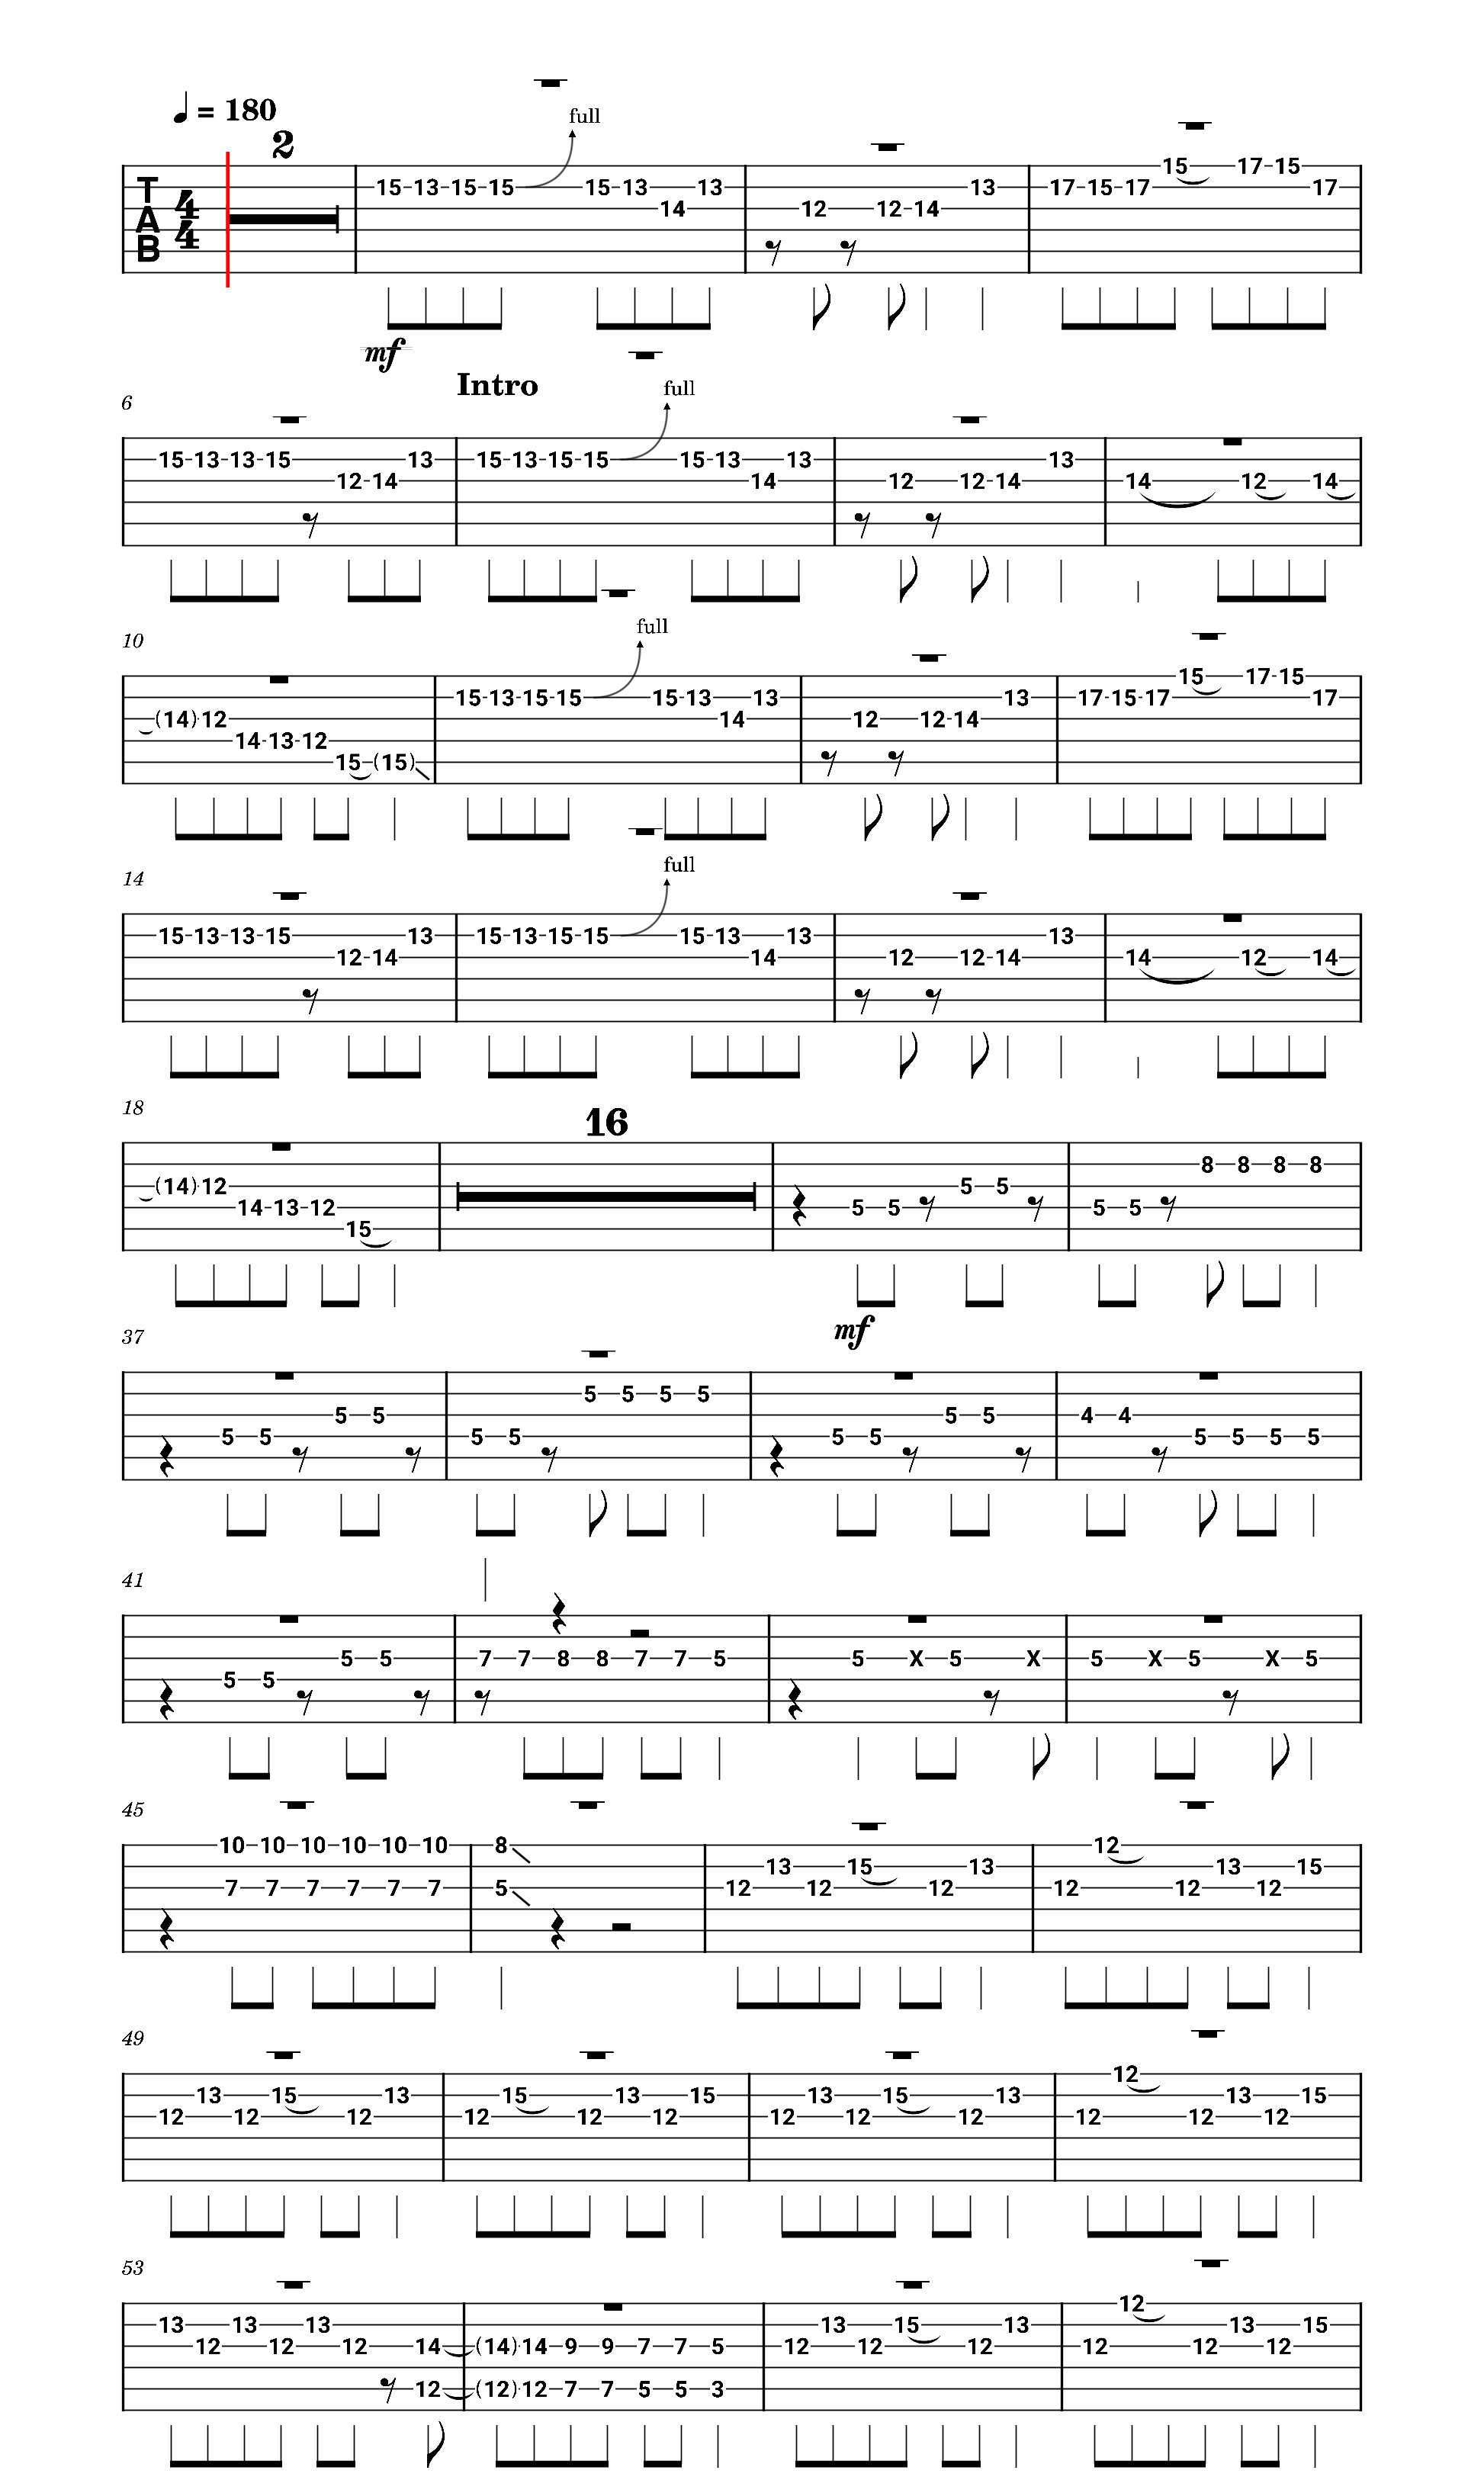 ♩ = 180
2
full
T A B 4/4
15 13 15 15 15 13 14 13 12 12 14 13 17 15 17 15 17 15 17
mf
Intro
full
6
15 13 13 15 12 14 13 15 13 15 15 15 13 14 13 12 12 14 13 14 12 14
10
full
(14) 12 14 13 12 15 (15) 15 13 15 15 15 13 14 13 12 12 14 13 17 15 17 15 17 15 17
14
full
15 13 13 15 12 14 13 15 13 15 15 15 13 14 13 12 12 14 13 14 12 14
18
16
(14) 12 14 13 12 15 5 5 5 5 5 5 8 8 8 8
mf
37
5 5 5 5 5 5 5 5 5 5 5 5 5 5 4 4 5 5 5 5
41
5 5 5 5 7 7 8 8 7 7 5 5 X 5 X 5 X 5 X 5
45
10 10 10 10 10 10 8
7 7 7 7 7 7 5 12 13 12 15 12 13 12 12 12 13 12 15
49
12 13 12 15 12 13 12 15 12 13 12 15 12 13 12 15 12 13 12 12 12 13 12 15
53
13 12 13 12 13 12 14 (14) 14 9 9 7 7 5 12 13 12 15 12 13 12 12 12 13 12 15
12 (12) 12 7 7 5 5 3